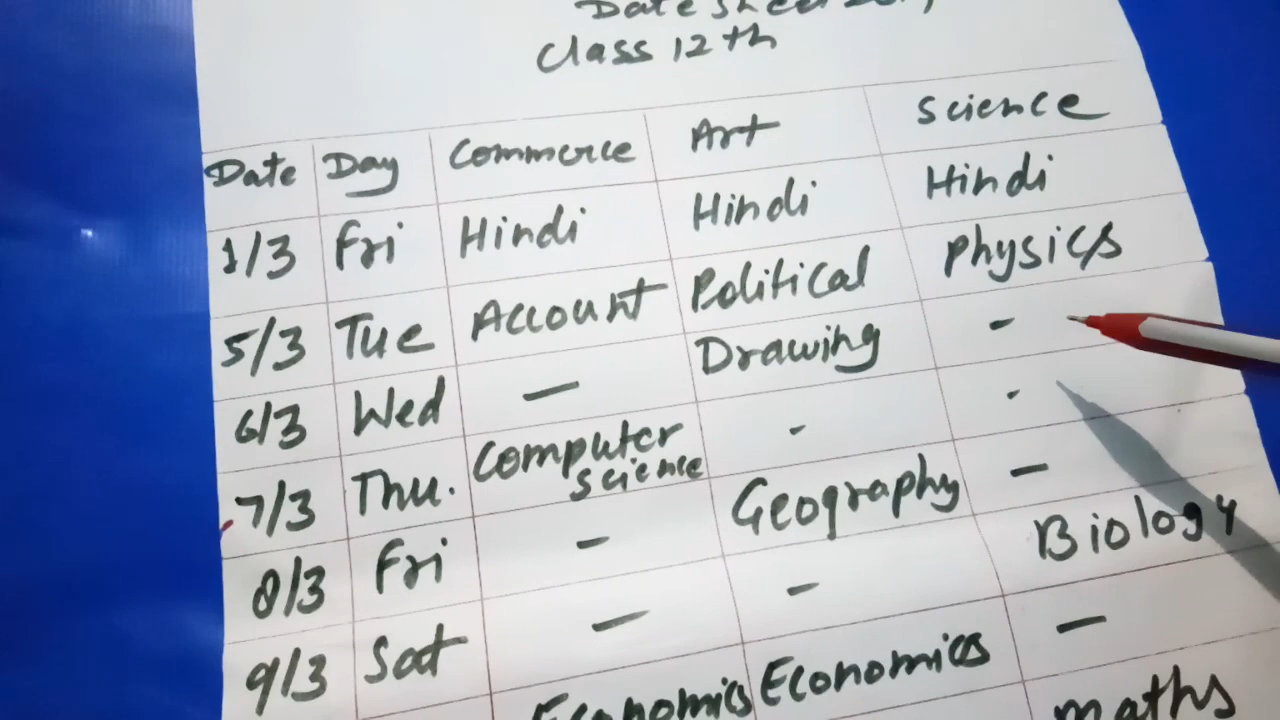 Date Sheet
Class 12th
Date Day Commerce Art Science
1/3 Fri Hindi Hindi Hindi
5/3 Tue Account Political Physics
6/3 Wed — Drawing -
7/3 Thu. Computer science - -
8/3 Fri - Geography —
9/3 Sat — - Biology
Economics Economics —
maths